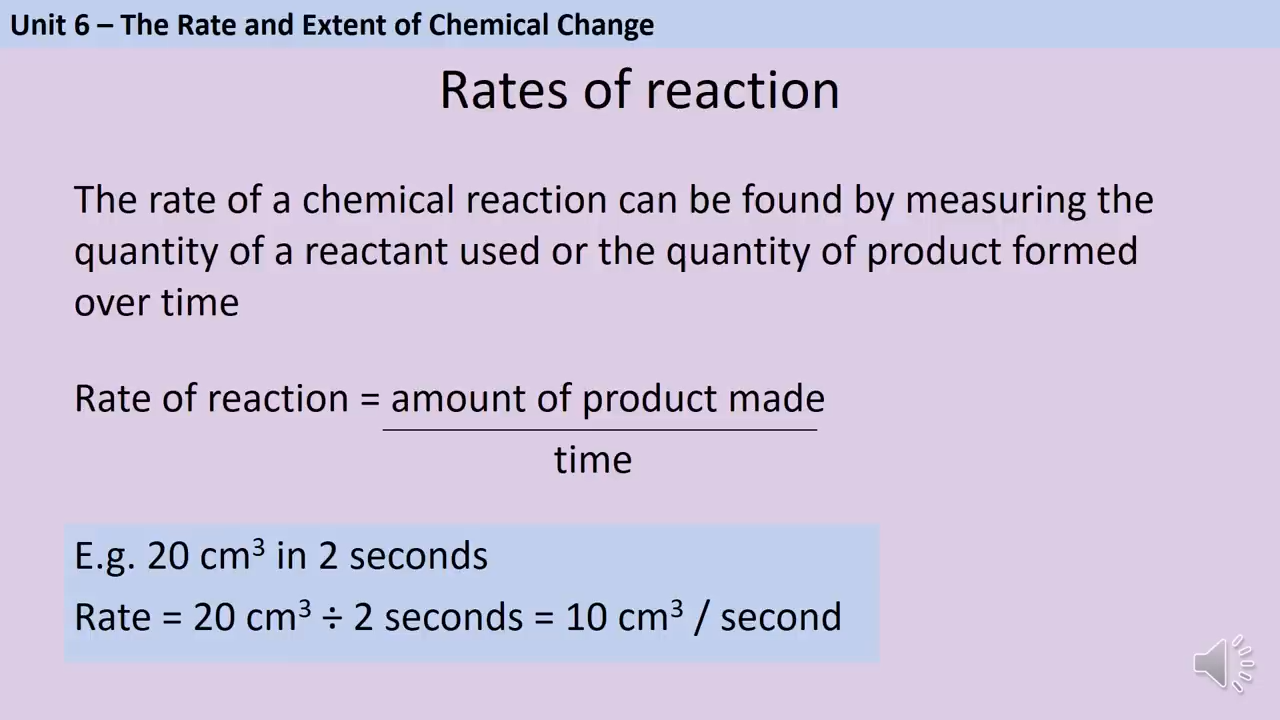 Unit 6 – The Rate and Extent of Chemical Change
Rates of reaction
The rate of a chemical reaction can be found by measuring the
quantity of a reactant used or the quantity of product formed
over time
Rate of reaction = amount of product made
time
E.g. 20 cm³ in 2 seconds
Rate = 20 cm³ ÷ 2 seconds = 10 cm³ / second